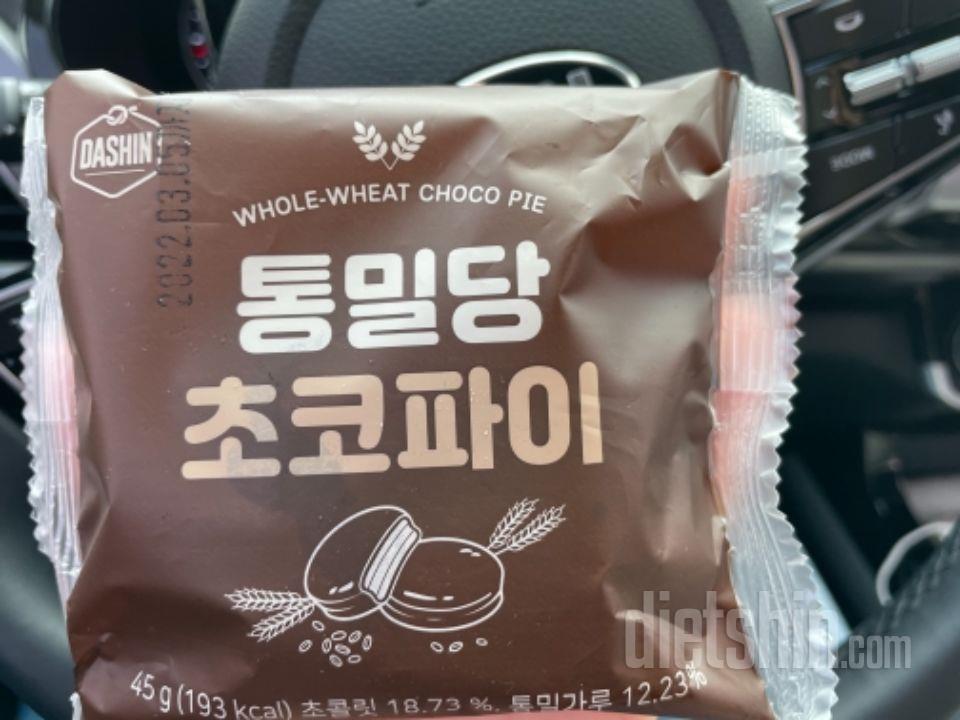 DASHIN
WHOLE-WHEAT CHOCO PIE
2022.03.05
통밀당
초코파이
45g (193 kcal) 초콜릿 18.73 %, 통밀가루 12.23%
dietshin.com